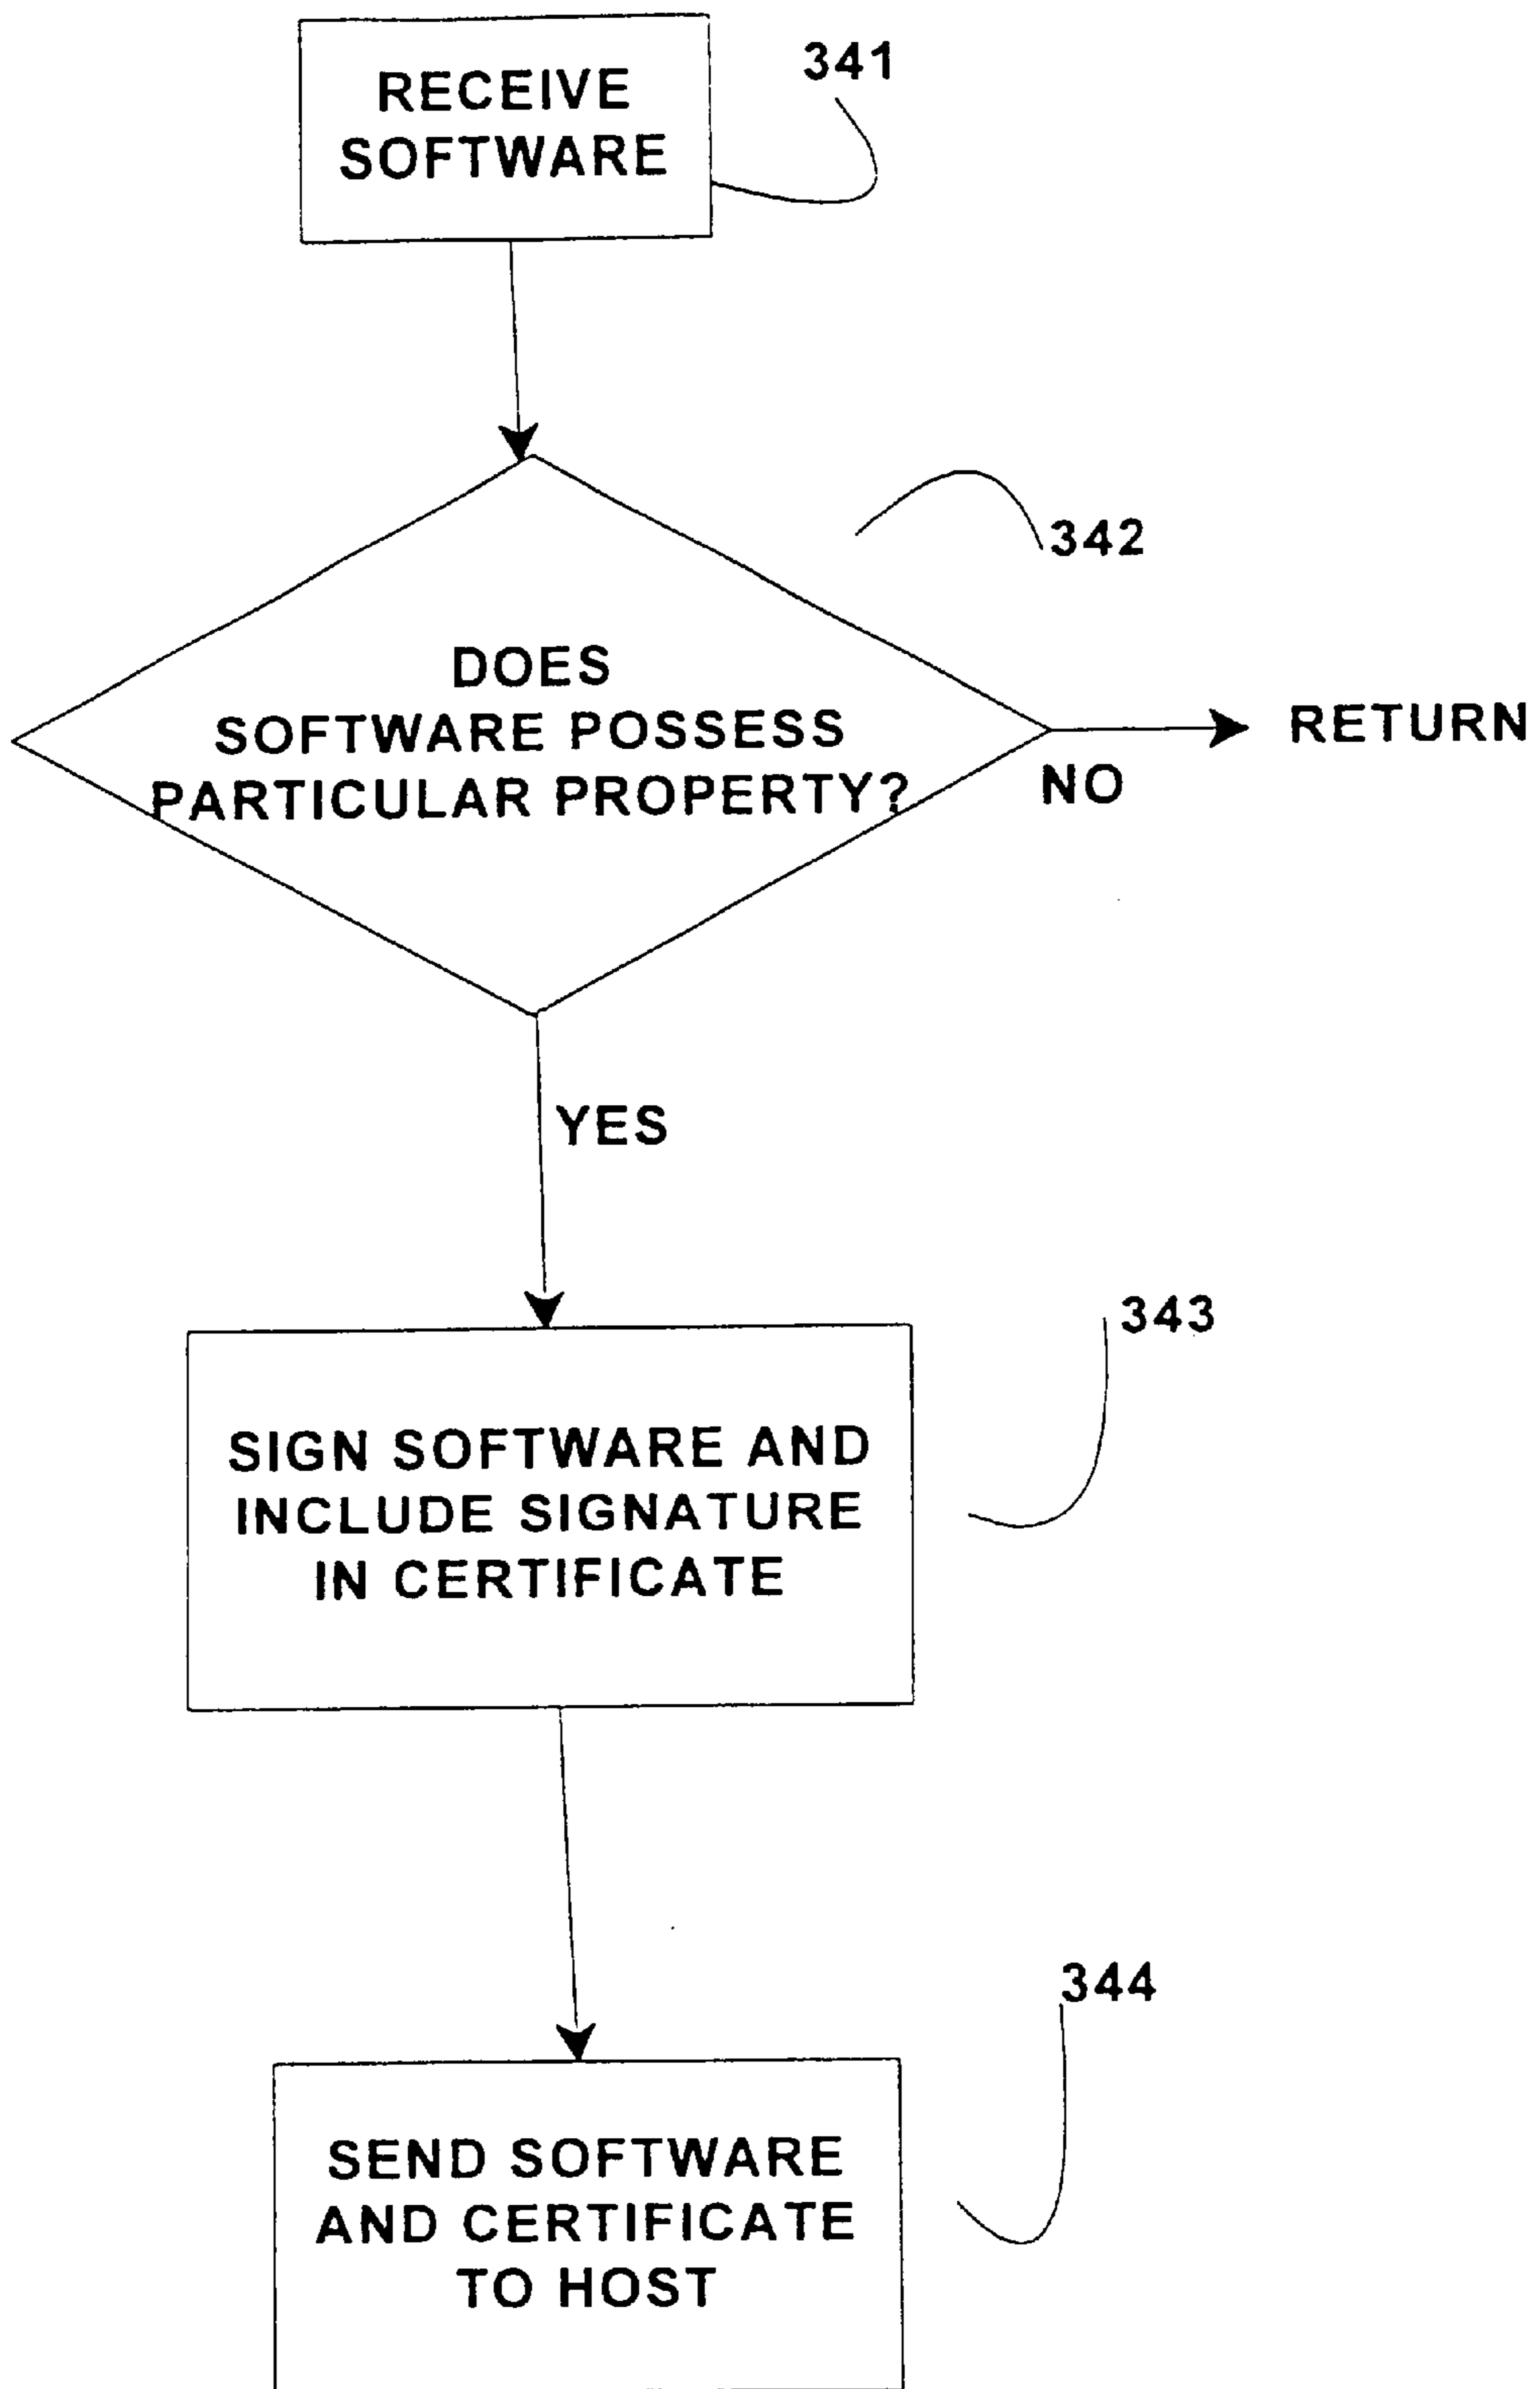 RECEIVE
SOFTWARE
341
342
DOES
SOFTWARE POSSESS
PARTICULAR PROPERTY?
RETURN
NO
YES
343
SIGN SOFTWARE AND
INCLUDE SIGNATURE
IN CERTIFICATE
344
SEND SOFTWARE
AND CERTIFICATE
TO HOST